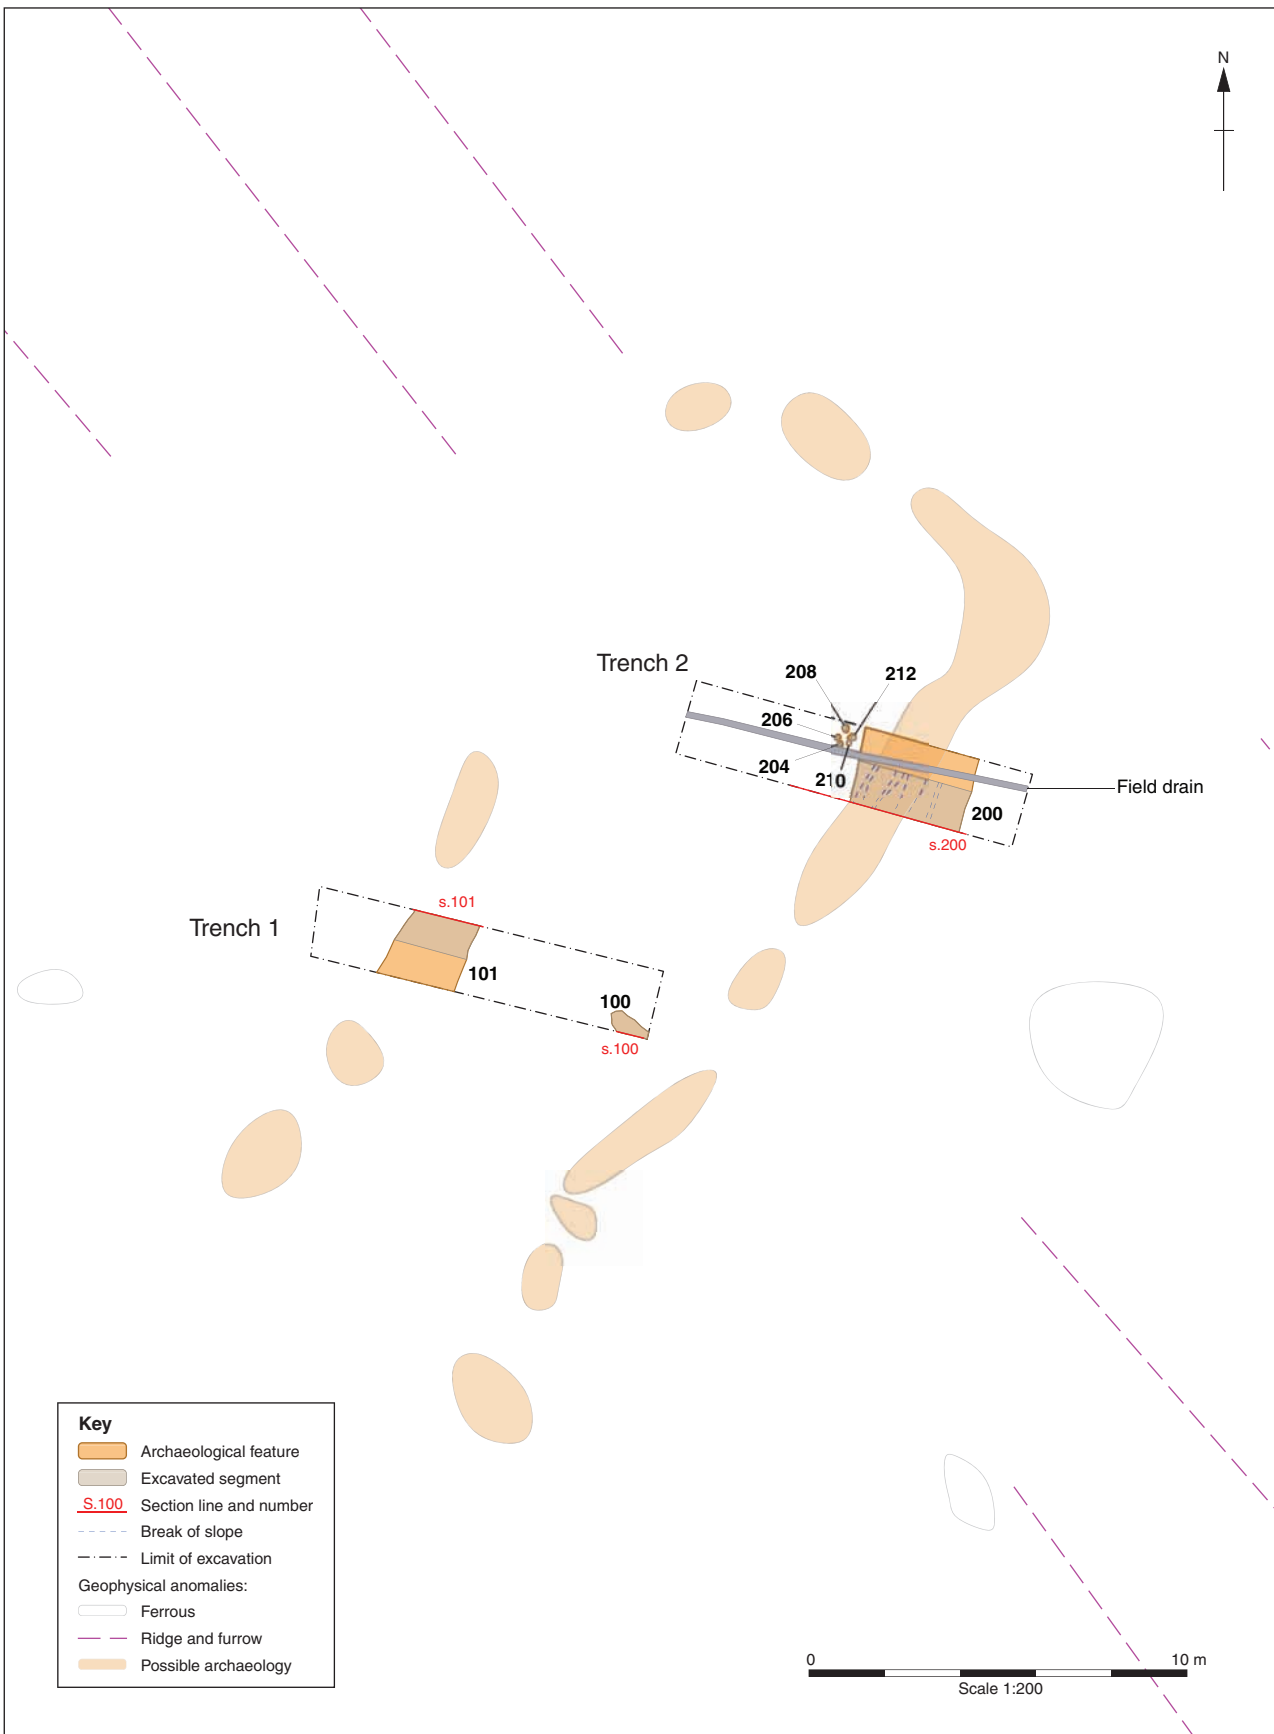 N
Trench 2
208
212
206
204
210
Field drain
200
s.200
Trench 1
s.101
101
100
s.100
Key
Archaeological feature
Excavated segment
S.100 Section line and number
Break of slope
Limit of excavation
Geophysical anomalies:
Ferrous
Ridge and furrow
Possible archaeology
0 10 m
Scale 1:200